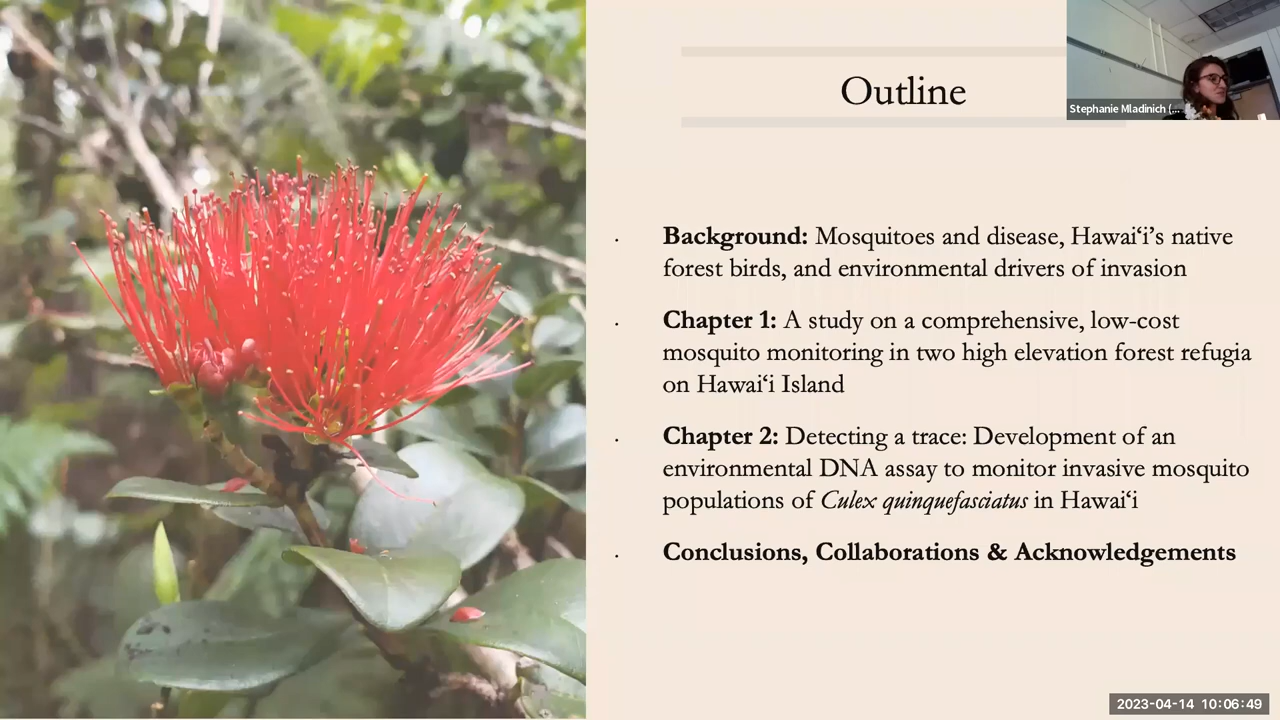 Outline
Stephanie Mladinich (...
Background: Mosquitoes and disease, Hawaiʻi’s native
forest birds, and environmental drivers of invasion
Chapter 1: A study on a comprehensive, low-cost
mosquito monitoring in two high elevation forest refugia
on Hawaiʻi Island
Chapter 2: Detecting a trace: Development of an
environmental DNA assay to monitor invasive mosquito
populations of Culex quinquefasciatus in Hawaiʻi
Conclusions, Collaborations & Acknowledgements
2023-04-14 10:06:49